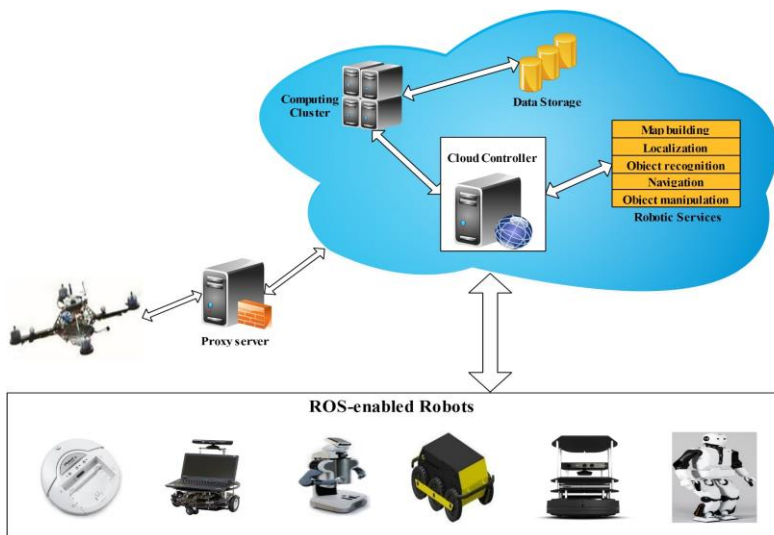 Computing
Cluster
Data Storage
Cloud Controller
Map building
Localization
Object recognition
Navigation
Object manipulation
Robotic Services
Proxy server
ROS-enabled Robots